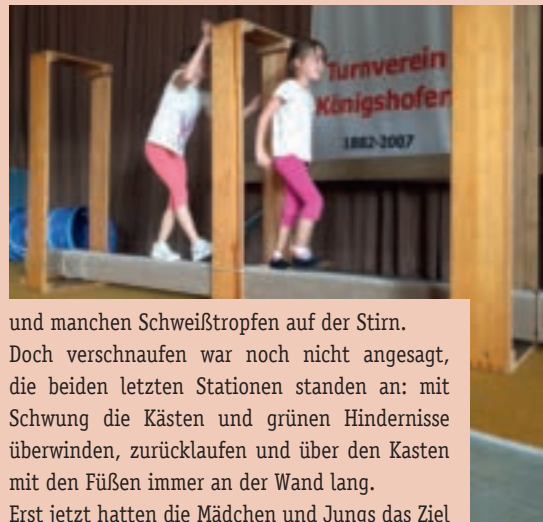 Turnverein
Königshofen
1882-2007
und manchen Schweißtropfen auf der Stirn.
Doch verschnaufen war noch nicht angesagt,
die beiden letzten Stationen standen an: mit
Schwung die Kästen und grünen Hindernisse
überwinden, zurücklaufen und über den Kasten
mit den Füßen immer an der Wand lang.
Erst jetzt hatten die Mädchen und Jungs das Ziel